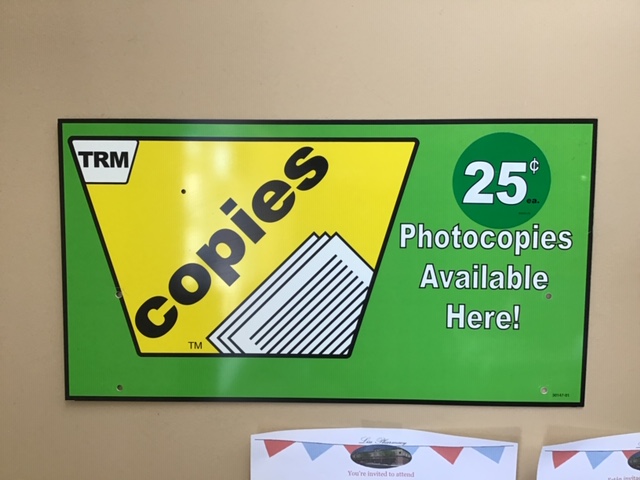 TRM
copies
TM
25¢
ea.
Photocopies
Available
Here!
You're invited to attend